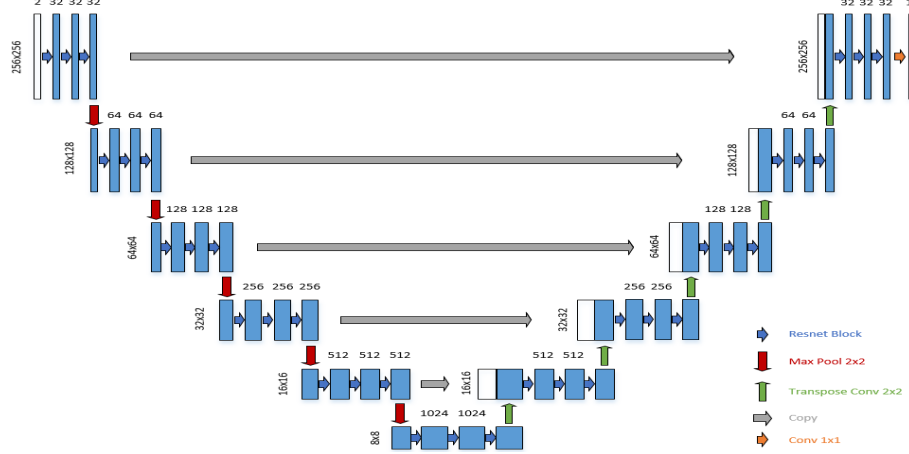 2 32 32 32
256x256
64 64 64
128x128
128 128 128
64x64
256 256 256
32x32
512 512 512
16x16
1024 1024
8x8
512 512
16x16
256 256
32x32
128 128
64x64
64 64
128x128
32 32 32
256x256
Resnet Block
Max Pool 2x2
Transpose Conv 2x2
Copy
Conv 1x1